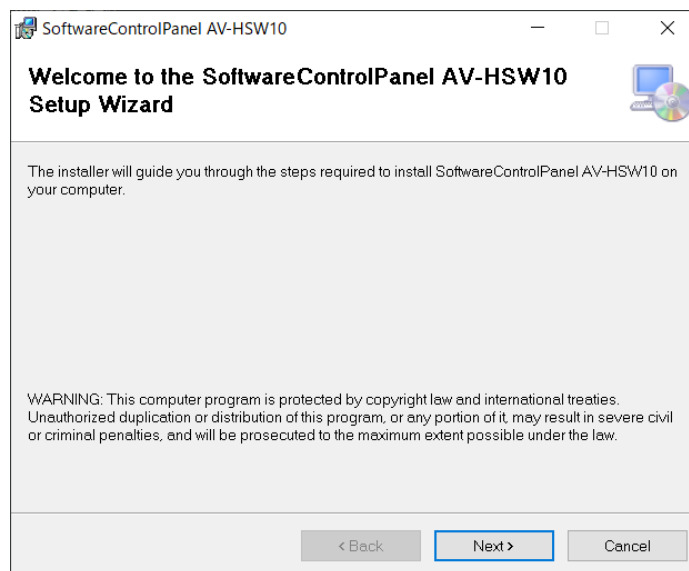 SoftwareControlPanel AV-HSW10
Welcome to the SoftwareControlPanel AV-HSW10
Setup Wizard
The installer will guide you through the steps required to install SoftwareControlPanel AV-HSW10 on
your computer.
WARNING: This computer program is protected by copyright law and international treaties.
Unauthorized duplication or distribution of this program, or any portion of it, may result in severe civil
or criminal penalties, and will be prosecuted to the maximum extent possible under the law.
< Back
Next >
Cancel